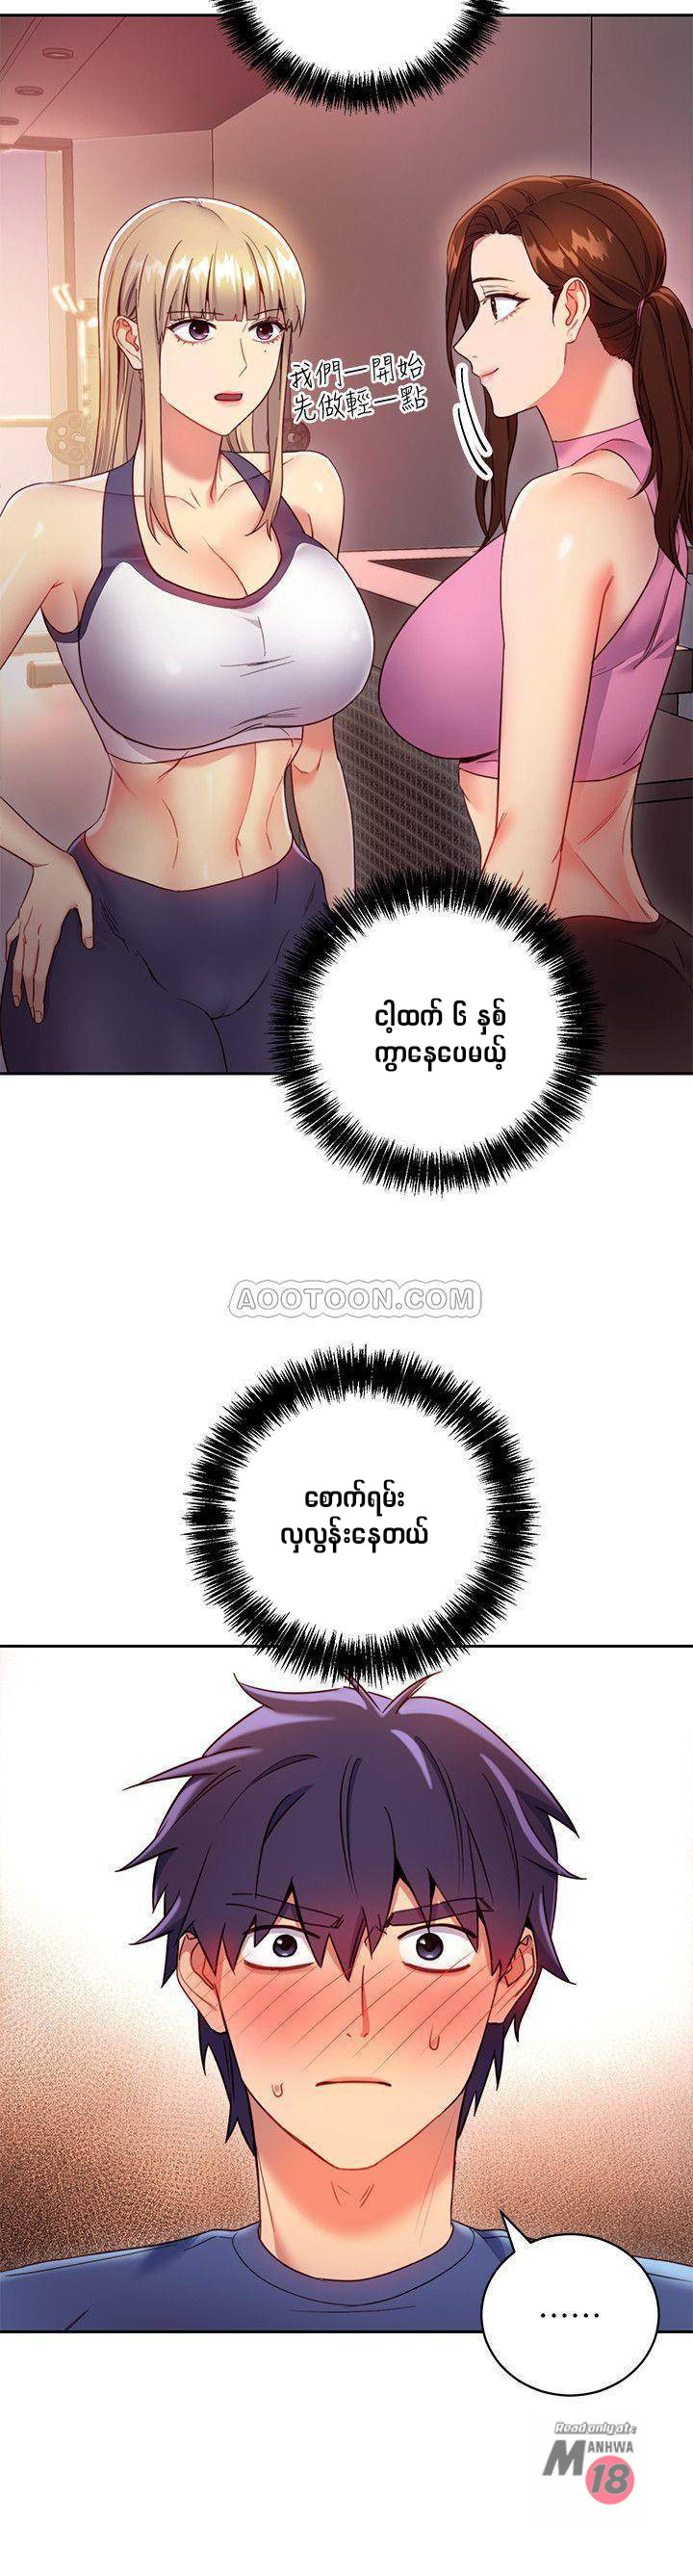 我們一開始
先做輕一點
ငါ့ထက် ၆ နှစ်
ကွာနေပေမယ့်
AOOTOON.COM
စောက်ရမ်း
လှလွန်းနေတယ်
......
Read only at:
MANHWA
18